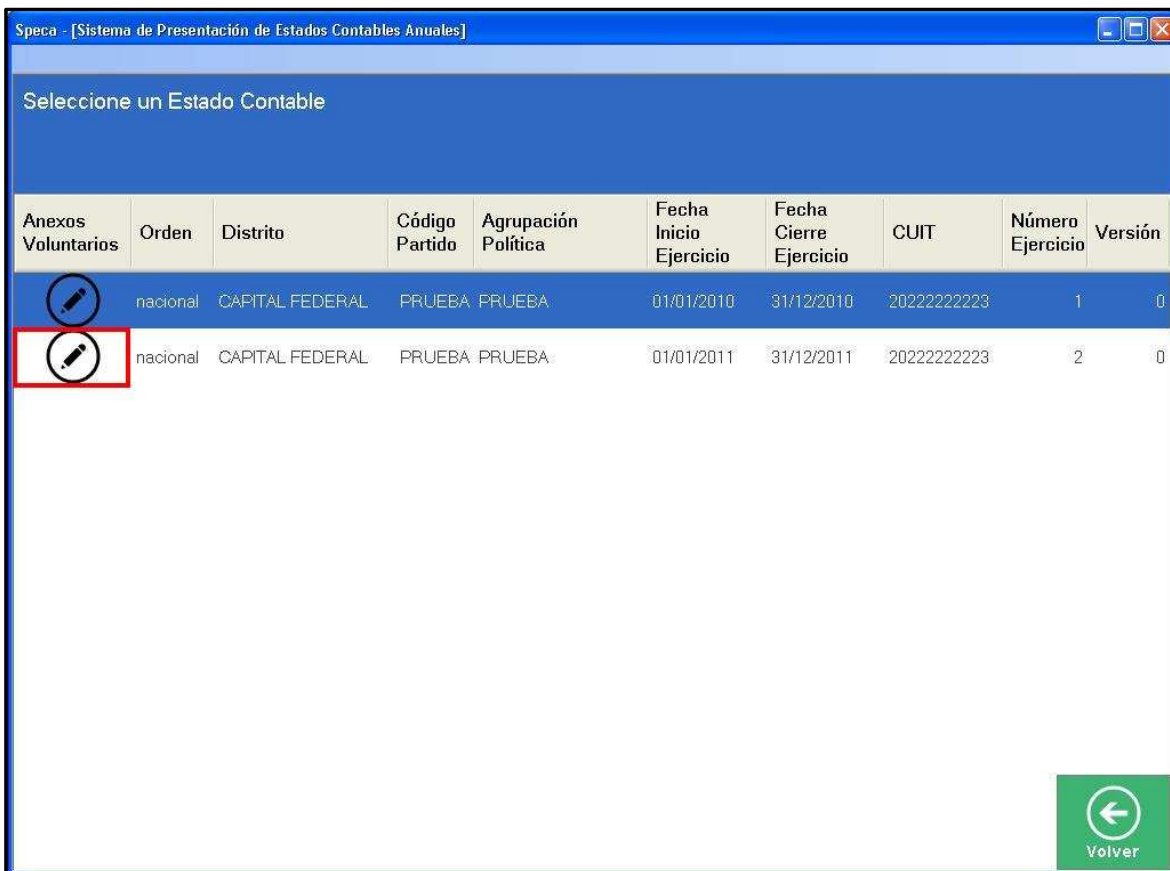 Speca - [Sistema de Presentación de Estados Contables Anuales]
Seleccione un Estado Contable
Anexos Voluntarios Orden Distrito Código Partido Agrupación Política Fecha Inicio Ejercicio Fecha Cierre Ejercicio CUIT Número Ejercicio Versión
nacional CAPITAL FEDERAL PRUEBA PRUEBA 01/01/2010 31/12/2010 20222222223 1 0
nacional CAPITAL FEDERAL PRUEBA PRUEBA 01/01/2011 31/12/2011 20222222223 2 0
Volver